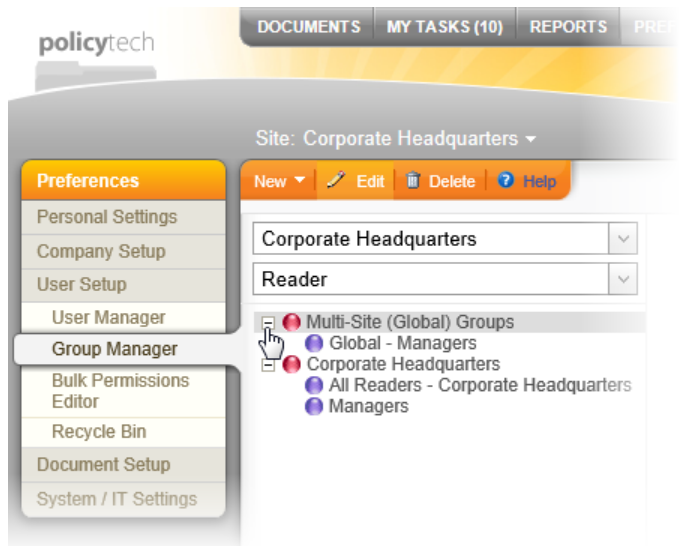 policytech
DOCUMENTS MY TASKS (10) REPORTS
Site: Corporate Headquarters
Preferences
New Edit Delete Help
Personal Settings
Company Setup
User Setup
User Manager
Group Manager
Bulk Permissions
Editor
Recycle Bin
Document Setup
System / IT Settings
Corporate Headquarters
Reader
Multi-Site (Global) Groups
Global - Managers
Corporate Headquarters
All Readers - Corporate Headquarters
Managers